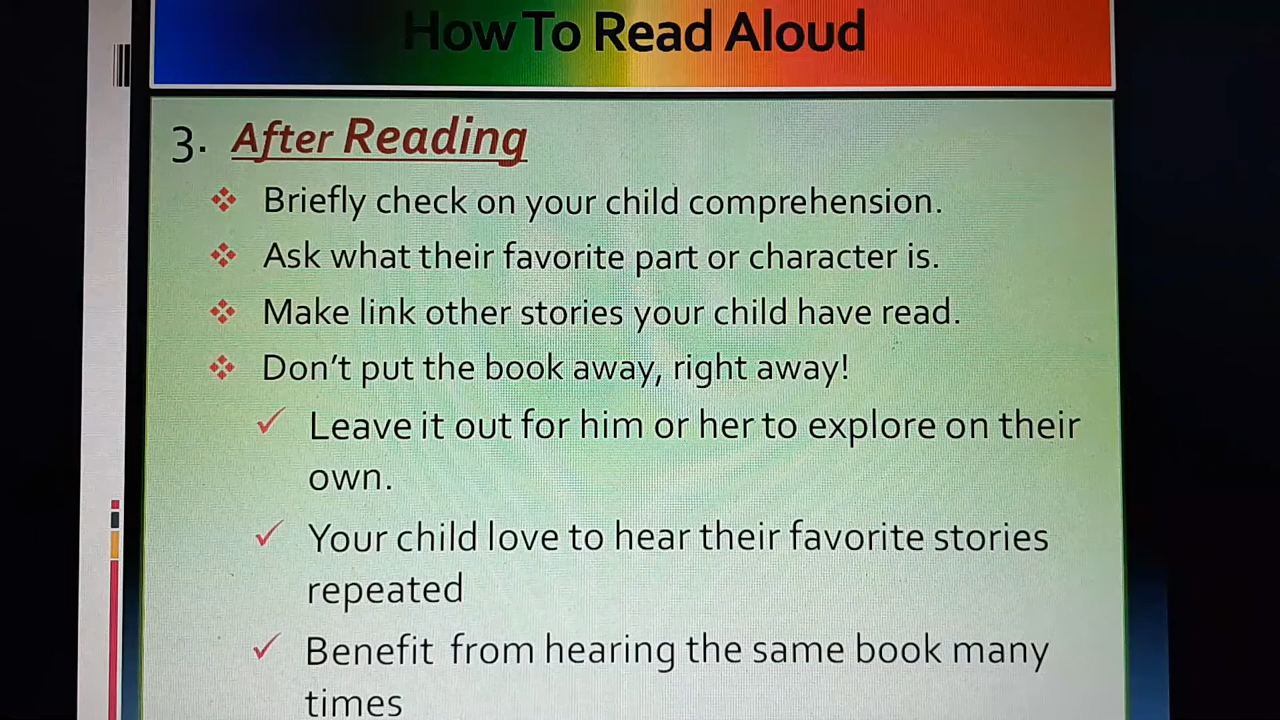 How To Read Aloud
3. After Reading
❖ Briefly check on your child comprehension.
❖ Ask what their favorite part or character is.
❖ Make link other stories your child have read.
❖ Don't put the book away, right away!
✓ Leave it out for him or her to explore on their
own.
✓ Your child love to hear their favorite stories
repeated
✓ Benefit from hearing the same book many
times